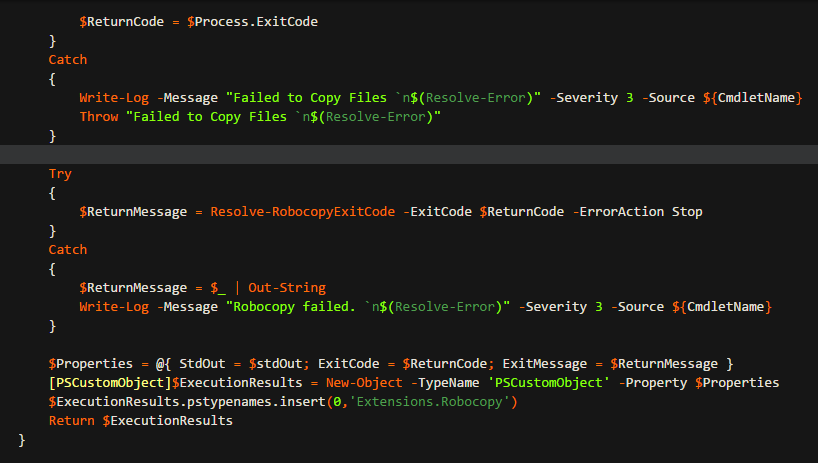 $ReturnCode = $Process.ExitCode
}
Catch
{
Write-Log -Message "Failed to Copy Files `n$(Resolve-Error)" -Severity 3 -Source ${CmdletName}
Throw "Failed to Copy Files `n$(Resolve-Error)"
}
Try
{
$ReturnMessage = Resolve-RobocopyExitCode -ExitCode $ReturnCode -ErrorAction Stop
}
Catch
{
$ReturnMessage = $_ | Out-String
Write-Log -Message "Robocopy failed. `n$(Resolve-Error)" -Severity 3 -Source ${CmdletName}
}
$Properties = @{ StdOut = $stdOut; ExitCode = $ReturnCode; ExitMessage = $ReturnMessage }
[PSCustomObject]$ExecutionResults = New-Object -TypeName 'PSCustomObject' -Property $Properties
$ExecutionResults.pstypenames.insert(0,'Extensions.Robocopy')
Return $ExecutionResults
}